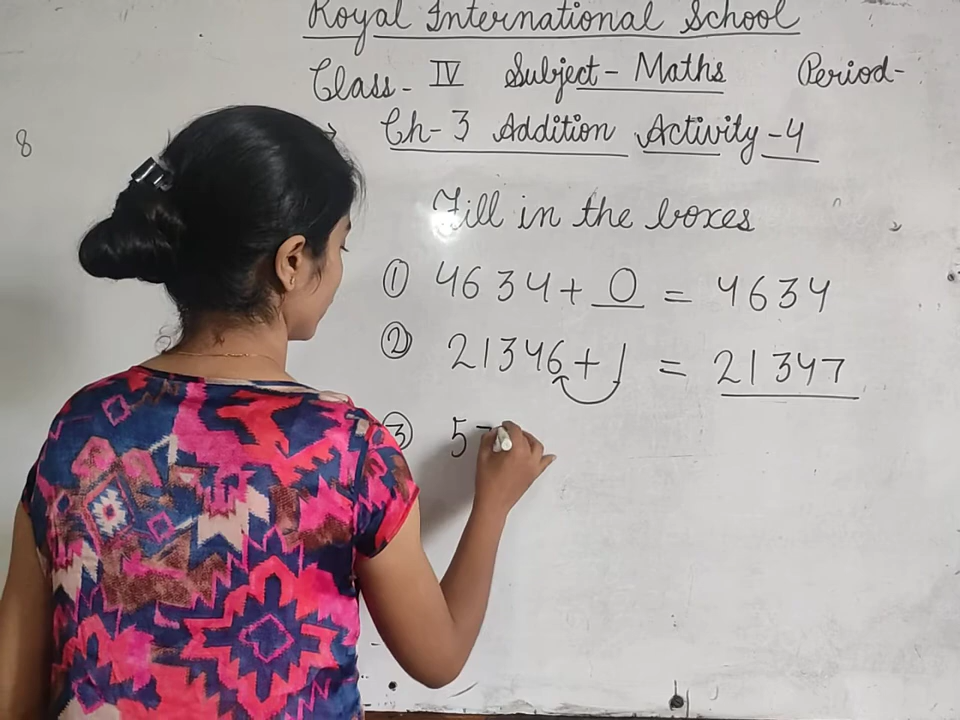 Royal International School
Class - IV Subject - Maths Period -
Ch-3 Addition Activity-4
Fill in the boxes
① 4634 + 0 = 4634
② 21346 + 1 = 21347
③ 5
8